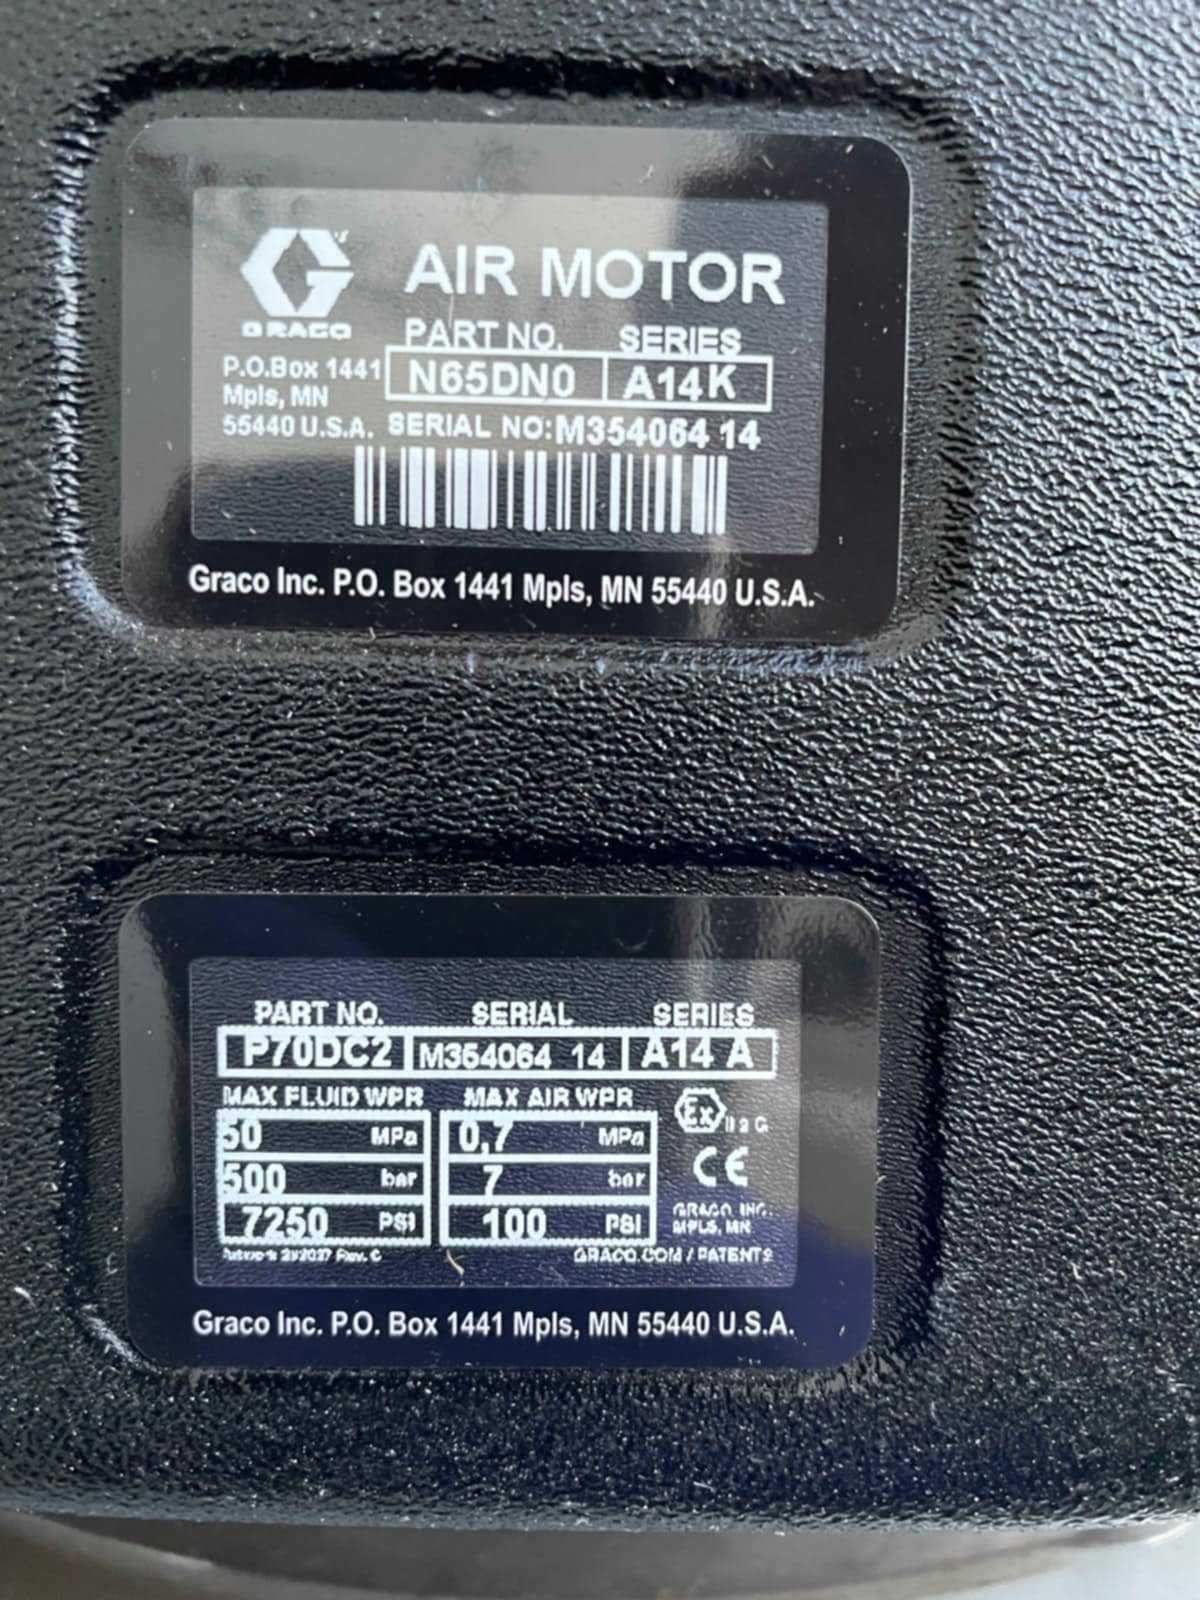 AIR MOTOR
GRACO
PART NO. SERIES
P.O.Box 1441 N65DN0 A14K
Mpls, MN
55440 U.S.A. SERIAL NO:M354064 14
Graco Inc. P.O. Box 1441 Mpls, MN 55440 U.S.A.
PART NO. SERIAL SERIES
P70DC2 M354064 14 A14 A
MAX FLUID WPR MAX AIR WPR
Ex II 2 G
50 MPa 0,7 MPa
500 bar 7 bar
CE
7250 PSI 100 PSI
GRACO, INC.
MPLS, MN
Rev. C GRACO.COM / PATENTS
Graco Inc. P.O. Box 1441 Mpls, MN 55440 U.S.A.